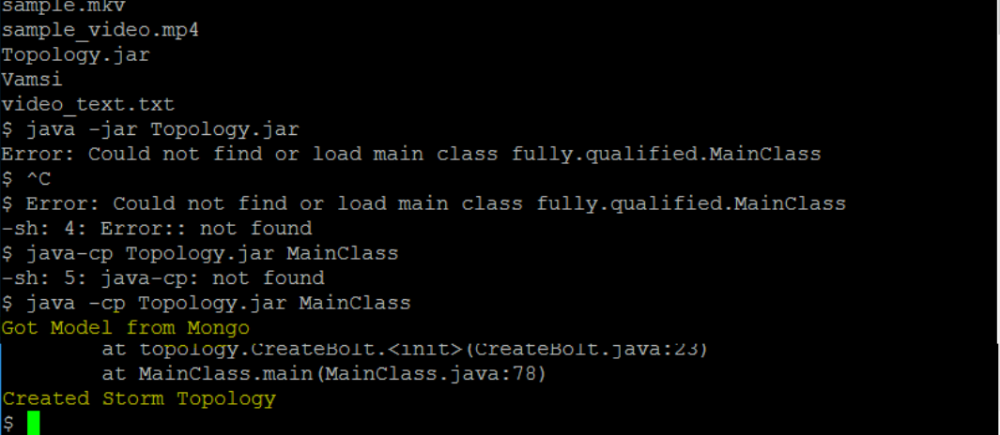 sample.mkv
sample_video.mp4
Topology.jar
Vamsi
video_text.txt
$ java -jar Topology.jar
Error: Could not find or load main class fully.qualified.MainClass
$ ^C
$ Error: Could not find or load main class fully.qualified.MainClass
-sh: 4: Error:: not found
$ java-cp Topology.jar MainClass
-sh: 5: java-cp: not found
$ java -cp Topology.jar MainClass
Got Model from Mongo
at topology.CreateBolt.<init>(CreateBolt.java:23)
at MainClass.main(MainClass.java:78)
Created Storm Topology
$